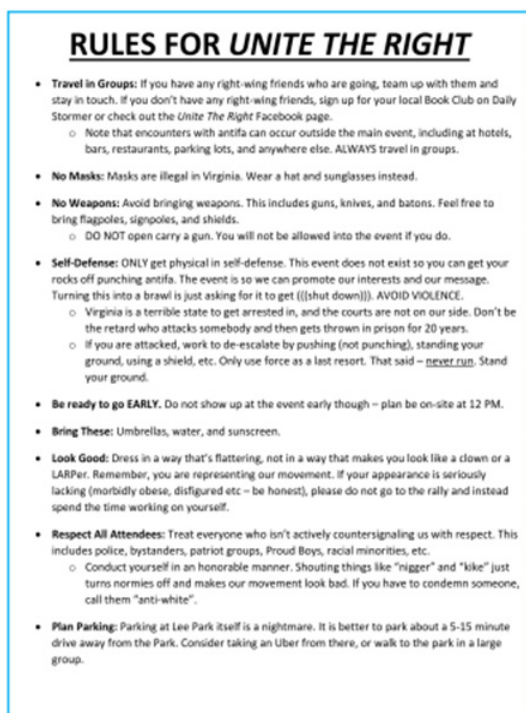 RULES FOR UNITE THE RIGHT
• Travel in Groups: If you have any right-wing friends who are going, team up with them and
stay in touch. If you don't have any right-wing friends, sign up for your local Book Club on Daily
Stormer or check out the Unite The Right Facebook page.
○ Note that encounters with antifa can occur outside the main event, including at hotels,
bars, restaurants, parking lots, and anywhere else. ALWAYS travel in groups.
• No Masks: Masks are illegal in Virginia. Wear a hat and sunglasses instead.
• No Weapons: Avoid bringing weapons. This includes guns, knives, and batons. Feel free to
bring flagpoles, signpoles, and shields.
○ DO NOT open carry a gun. You will not be allowed into the event if you do.
• Self-Defense: ONLY get physical in self-defense. This event does not exist so you can get your
rocks off punching antifa. The event is so we can promote our interests and our message.
Turning this into a brawl is just asking for it to get (((shut down))). AVOID VIOLENCE.
○ Virginia is a terrible state to get arrested in, and the courts are not on our side. Don't be
the retard who attacks somebody and then gets thrown in prison for 20 years.
○ If you are attacked, work to de-escalate by pushing (not punching), standing your
ground, using a shield, etc. Only use force as a last resort. That said – never run. Stand
your ground.
• Be ready to go EARLY. Do not show up at the event early though – plan be on-site at 12 PM.
• Bring These: Umbrellas, water, and sunscreen.
• Look Good: Dress in a way that's flattering, not in a way that makes you look like a clown or a
LARPer. Remember, you are representing our movement. If your appearance is seriously
lacking (morbidly obese, disfigured etc – be honest), please do not go to the rally and instead
spend the time working on yourself.
• Respect All Attendees: Treat everyone who isn't actively countersignaling us with respect. This
includes police, bystanders, patriot groups, Proud Boys, racial minorities, etc.
○ Conduct yourself in an honorable manner. Shouting things like "nigger" and "kike" just
turns normies off and makes our movement look bad. If you have to condemn someone,
call them "anti-white".
• Plan Parking: Parking at Lee Park itself is a nightmare. It is better to park about a 5-15 minute
drive away from the Park. Consider taking an Uber from there, or walk to the park in a large
group.